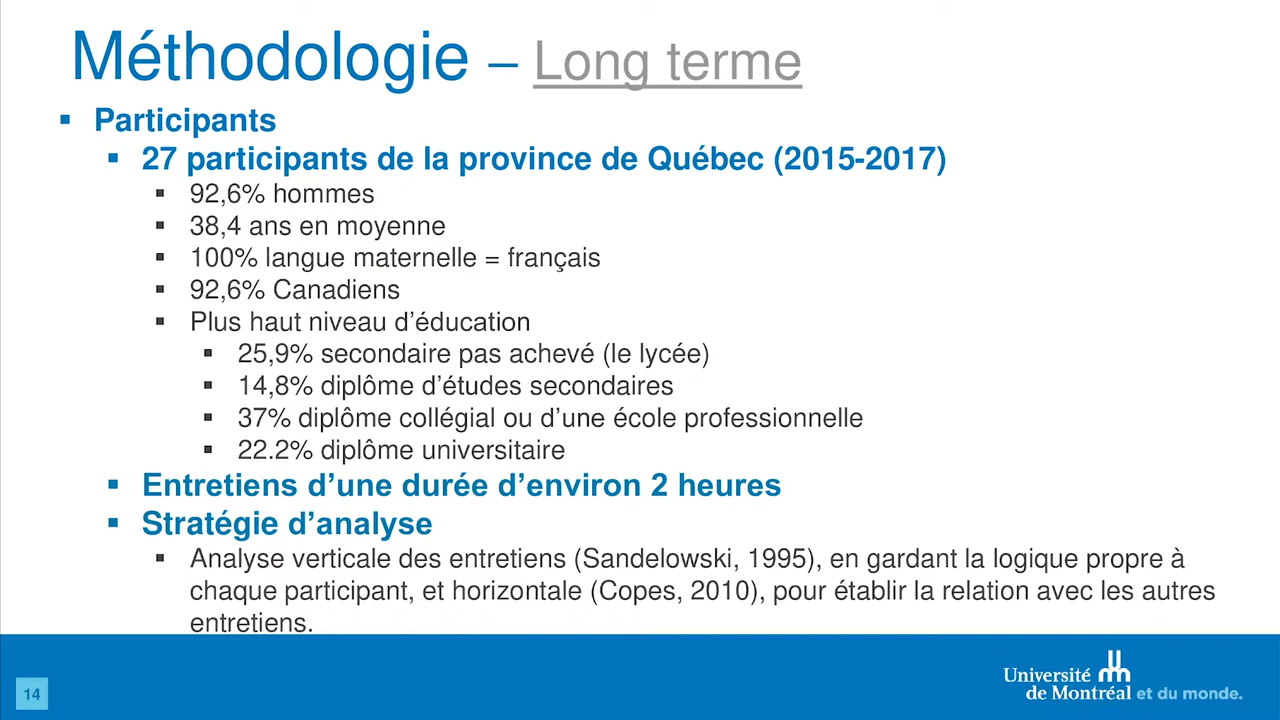 Méthodologie – Long terme
▪ Participants
▪ 27 participants de la province de Québec (2015-2017)
▪ 92,6% hommes
▪ 38,4 ans en moyenne
▪ 100% langue maternelle = français
▪ 92,6% Canadiens
▪ Plus haut niveau d’éducation
▪ 25,9% secondaire pas achevé (le lycée)
▪ 14,8% diplôme d’études secondaires
▪ 37% diplôme collégial ou d’une école professionnelle
▪ 22.2% diplôme universitaire
▪ Entretiens d’une durée d’environ 2 heures
▪ Stratégie d’analyse
▪ Analyse verticale des entretiens (Sandelowski, 1995), en gardant la logique propre à
chaque participant, et horizontale (Copes, 2010), pour établir la relation avec les autres
entretiens.
14
Université
de Montréal et du monde.